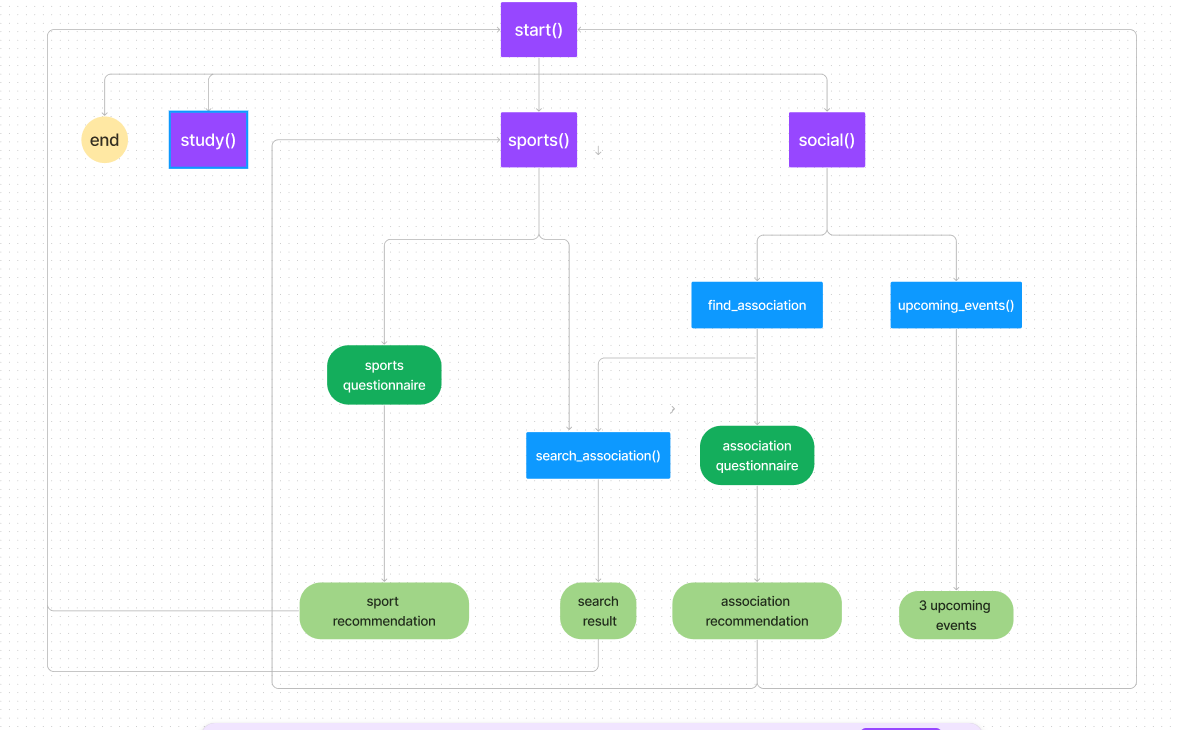 start()
end
study()
sports()
social()
find_association
upcoming_events()
sports
questionnaire
search_association()
association
questionnaire
sport
recommendation
search
result
association
recommendation
3 upcoming
events